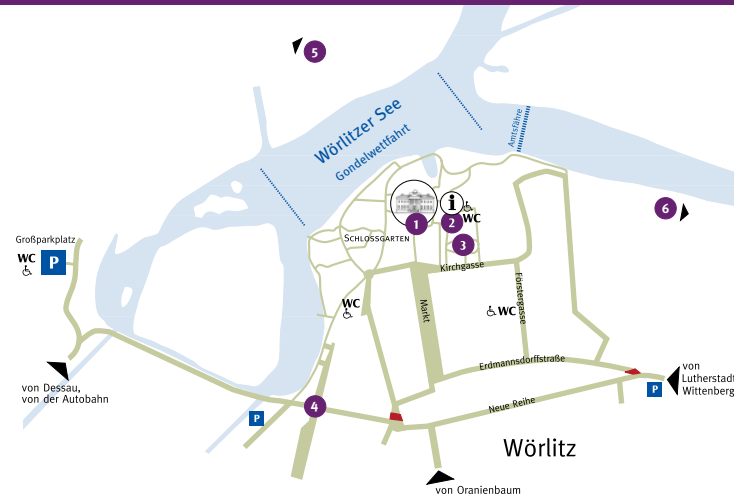 5
Wörlitzer See
Gondelwettfahrt
Amtsfähre
6
i
1
2
WC
3
Schlossgarten
Großparkplatz
WC
P
Kirchgasse
WC
Markt
Förstergasse
WC
Erdmannsdorffstraße
von
Lutherstadt
Wittenberg
P
von Dessau,
von der Autobahn
4
P
Neue Reihe
Wörlitz
von Oranienbaum